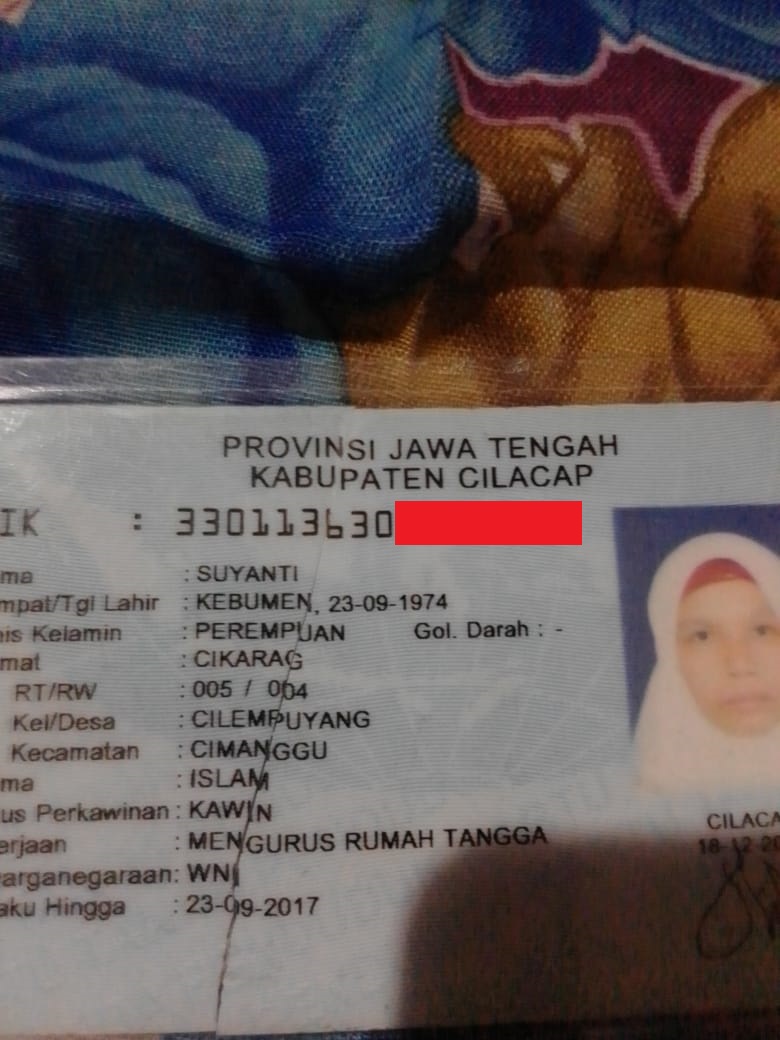 PROVINSI JAWA TENGAH
KABUPATEN CILACAP
IK : 330113630
ma : SUYANTI
mpat/Tgl Lahir : KEBUMEN, 23-09-1974
is Kelamin : PEREMPUAN Gol. Darah : -
mat : CIKARAG
RT/RW : 005 / 004
Kel/Desa : CILEMPUYANG
Kecamatan : CIMANGGU
ma : ISLAM
us Perkawinan : KAWIN
erjaan : MENGURUS RUMAH TANGGA
arganegaraan: WNI
aku Hingga : 23-09-2017
CILACA
18-12-20